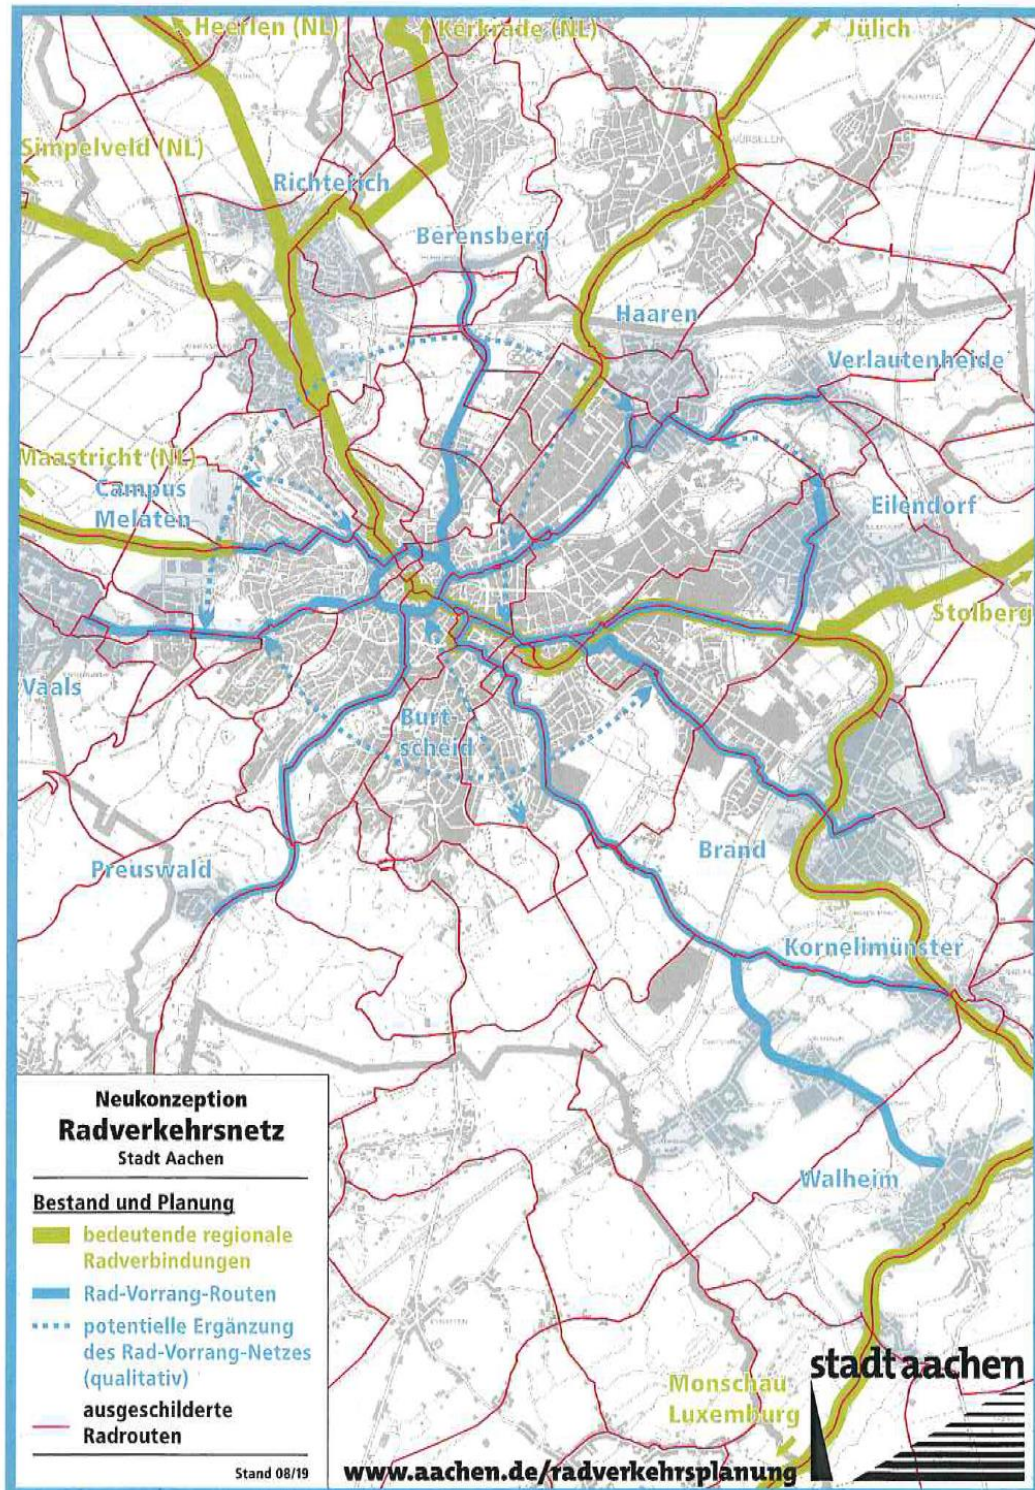 Heerlen (NL)
Kerkrade (NL)
Jülich
Simpelveld (NL)
Richterich
Berensberg
Haaren
Verlautenheide
Maastricht (NL)
Campus
Melaten
Eilendorf
Stolberg
Vaals
Burt-
scheid
Brand
Preuswald
Kornelimünster
Walheim
Monschau
Luxemburg
Neukonzeption
Radverkehrsnetz
Stadt Aachen
Bestand und Planung
bedeutende regionale
Radverbindungen
Rad-Vorrang-Routen
potentielle Ergänzung
des Rad-Vorrang-Netzes
(qualitativ)
ausgeschilderte
Radrouten
Stand 08/19
www.aachen.de/radverkehrsplanung
stadt aachen